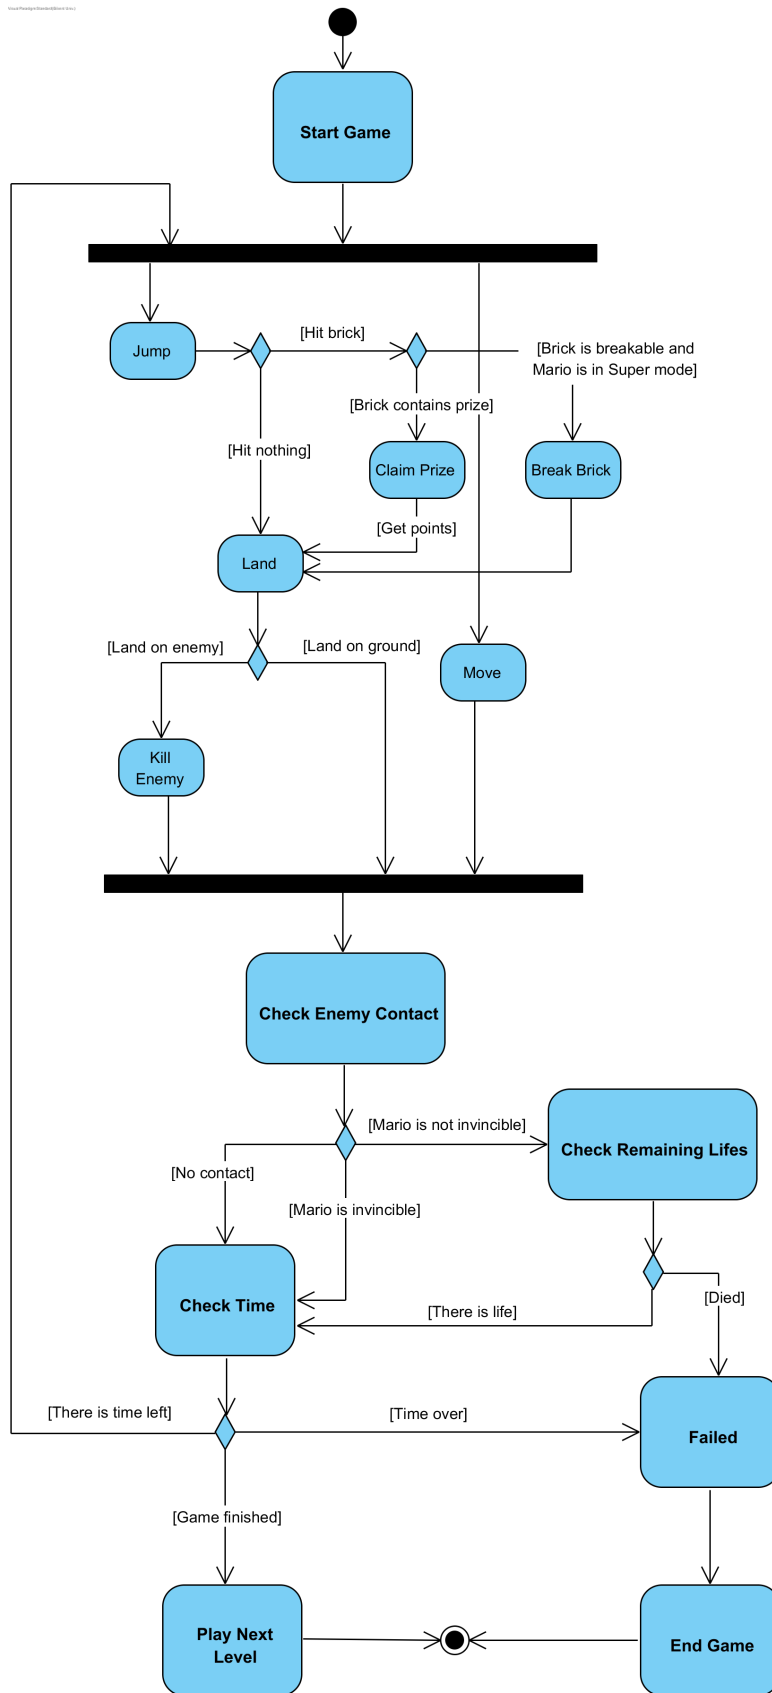 Start Game
Jump
[Hit brick]
[Brick is breakable and
Mario is in Super mode]
[Brick contains prize]
[Hit nothing]
Claim Prize
Break Brick
[Get points]
Land
[Land on enemy]
[Land on ground]
Move
Kill
Enemy
Check Enemy Contact
[Mario is not invincible]
Check Remaining Lifes
[No contact]
[Mario is invincible]
Check Time
[There is life]
[Died]
[There is time left]
[Time over]
Failed
[Game finished]
Play Next
Level
End Game